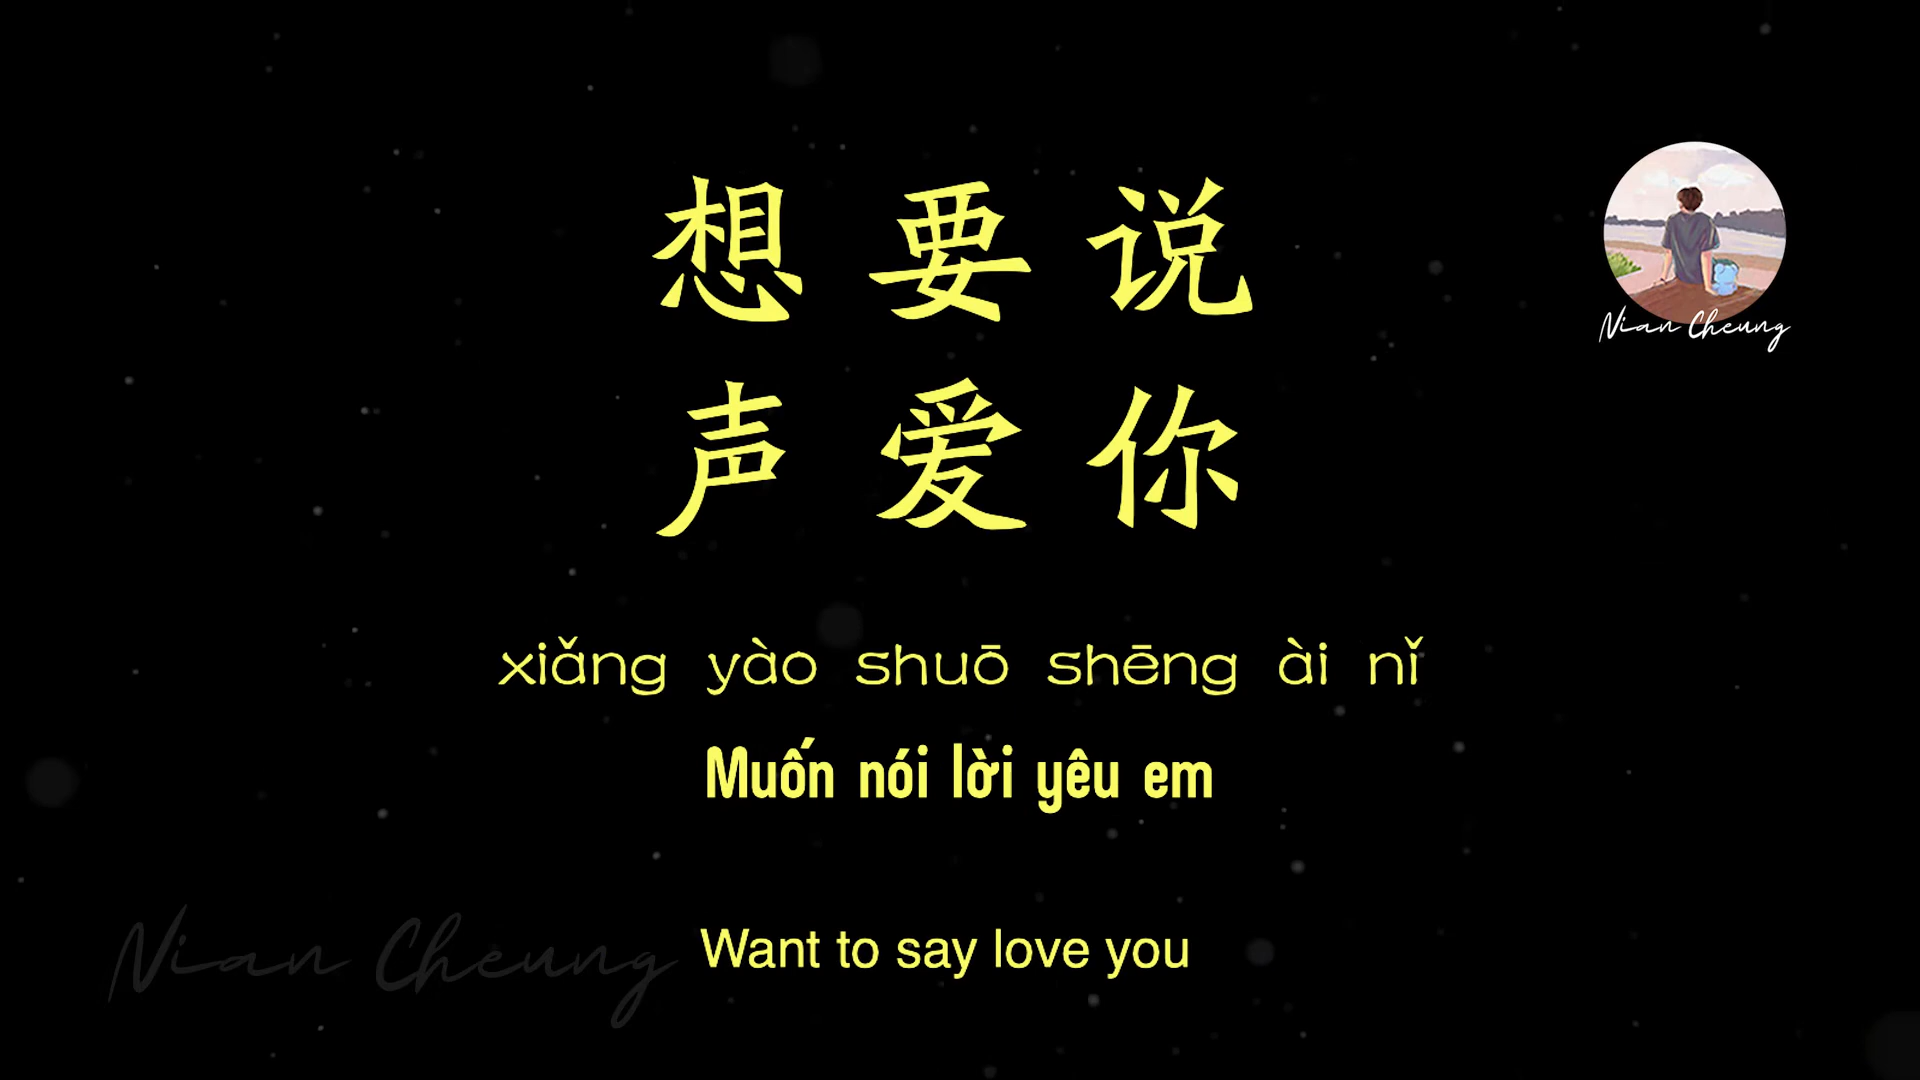 想要说
声爱你
xiǎng yào shuō shēng ài nǐ
Muốn nói lời yêu em
Want to say love you
Nian Cheung
Nian Cheung